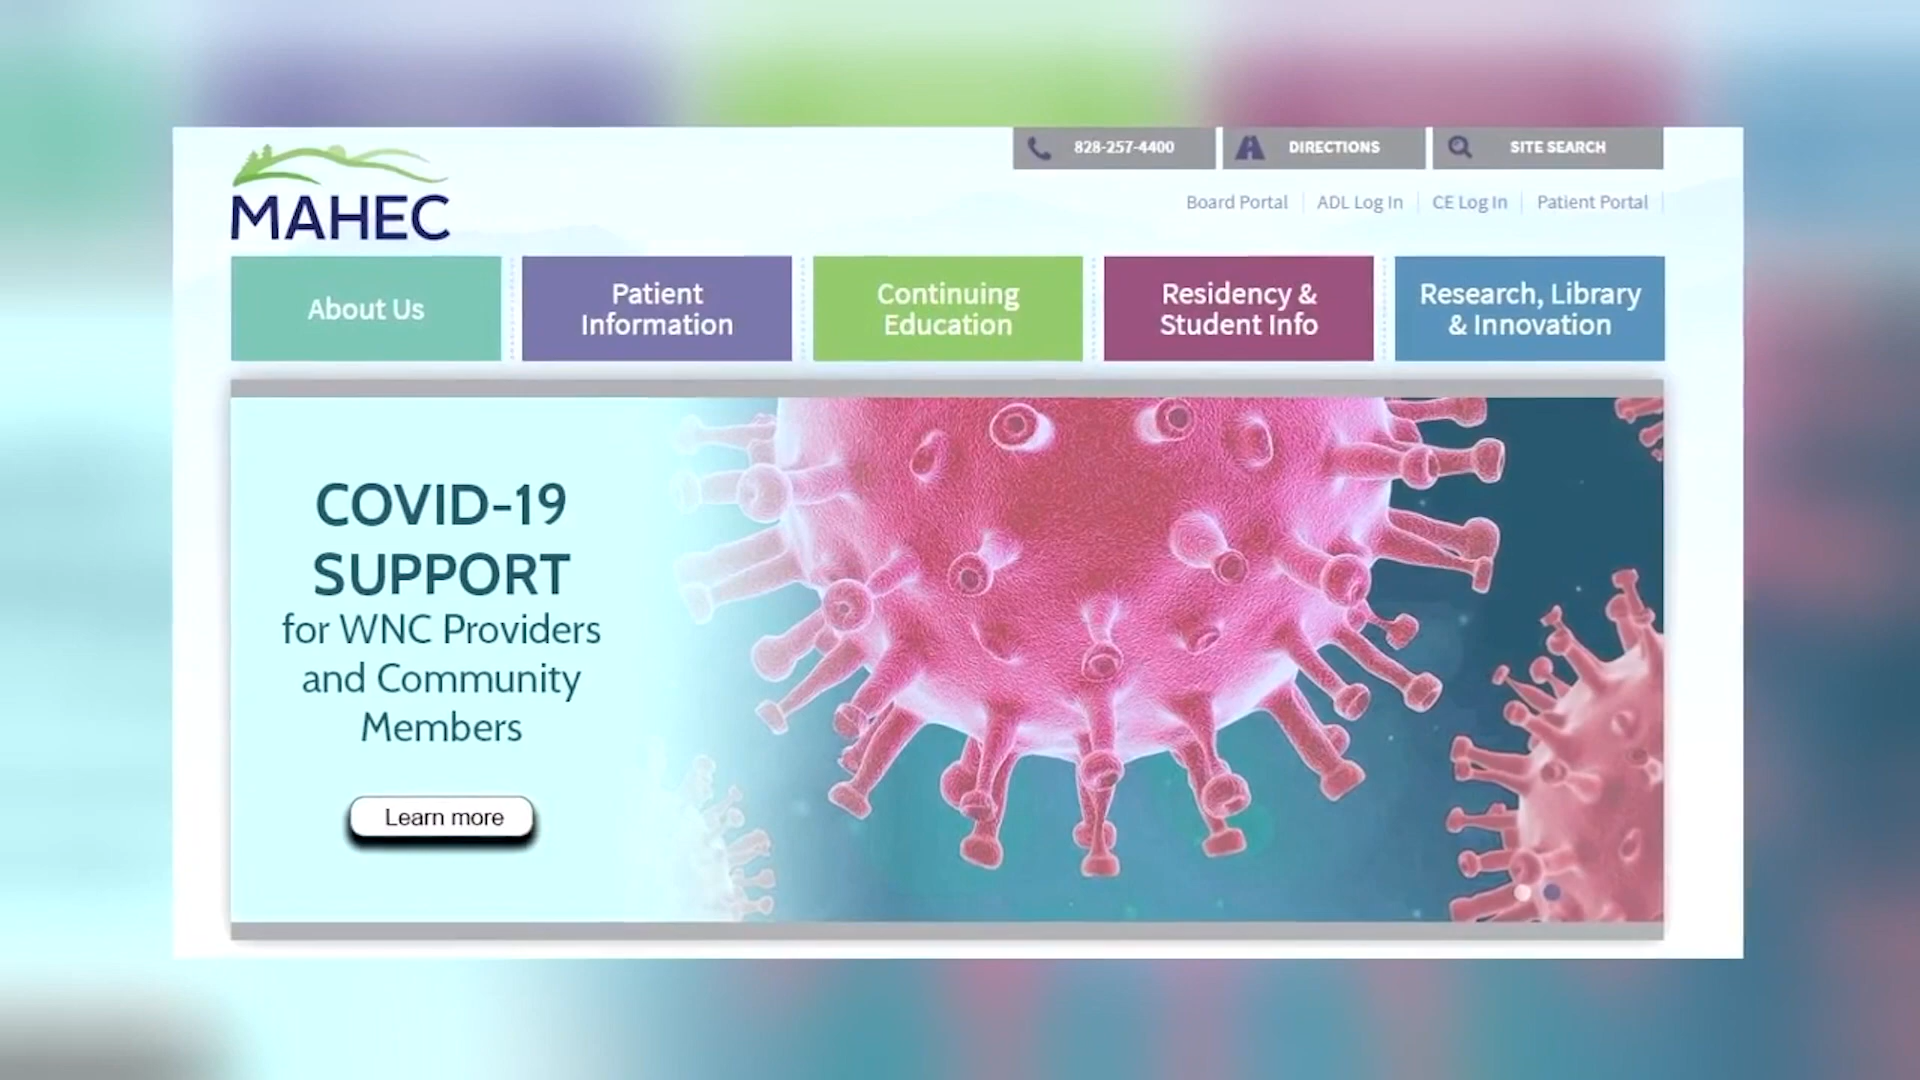 828-257-4400
DIRECTIONS
SITE SEARCH
MAHEC
Board Portal
ADL Log In
CE Log In
Patient Portal
About Us
Patient
Information
Continuing
Education
Residency &
Student Info
Research, Library
& Innovation
COVID-19
SUPPORT
for WNC Providers
and Community
Members
Learn more